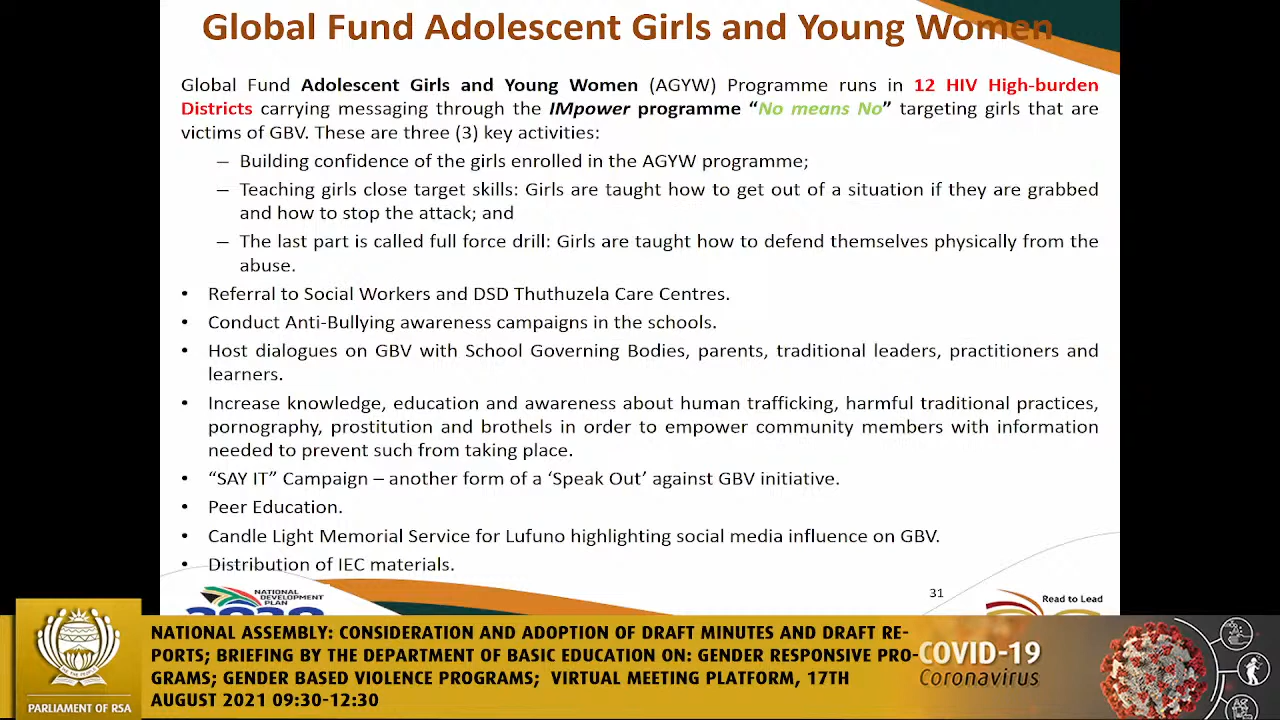 Global Fund Adolescent Girls and Young Women
Global Fund Adolescent Girls and Young Women (AGYW) Programme runs in 12 HIV High-burden
Districts carrying messaging through the IMpower programme “No means No” targeting girls that are
victims of GBV. These are three (3) key activities:
– Building confidence of the girls enrolled in the AGYW programme;
– Teaching girls close target skills: Girls are taught how to get out of a situation if they are grabbed
and how to stop the attack; and
– The last part is called full force drill: Girls are taught how to defend themselves physically from the
abuse.
• Referral to Social Workers and DSD Thuthuzela Care Centres.
• Conduct Anti-Bullying awareness campaigns in the schools.
• Host dialogues on GBV with School Governing Bodies, parents, traditional leaders, practitioners and
learners.
• Increase knowledge, education and awareness about human trafficking, harmful traditional practices,
pornography, prostitution and brothels in order to empower community members with information
needed to prevent such from taking place.
• “SAY IT” Campaign – another form of a ‘Speak Out’ against GBV initiative.
• Peer Education.
• Candle Light Memorial Service for Lufuno highlighting social media influence on GBV.
• Distribution of IEC materials.
NATIONAL
DEVELOPMENT
PLAN
31
Read to Lead
PARLIAMENT OF RSA
NATIONAL ASSEMBLY: CONSIDERATION AND ADOPTION OF DRAFT MINUTES AND DRAFT RE-
PORTS; BRIEFING BY THE DEPARTMENT OF BASIC EDUCATION ON: GENDER RESPONSIVE PRO-
GRAMS; GENDER BASED VIOLENCE PROGRAMS; VIRTUAL MEETING PLATFORM, 17TH
AUGUST 2021 09:30-12:30
COVID-19
Coronavirus